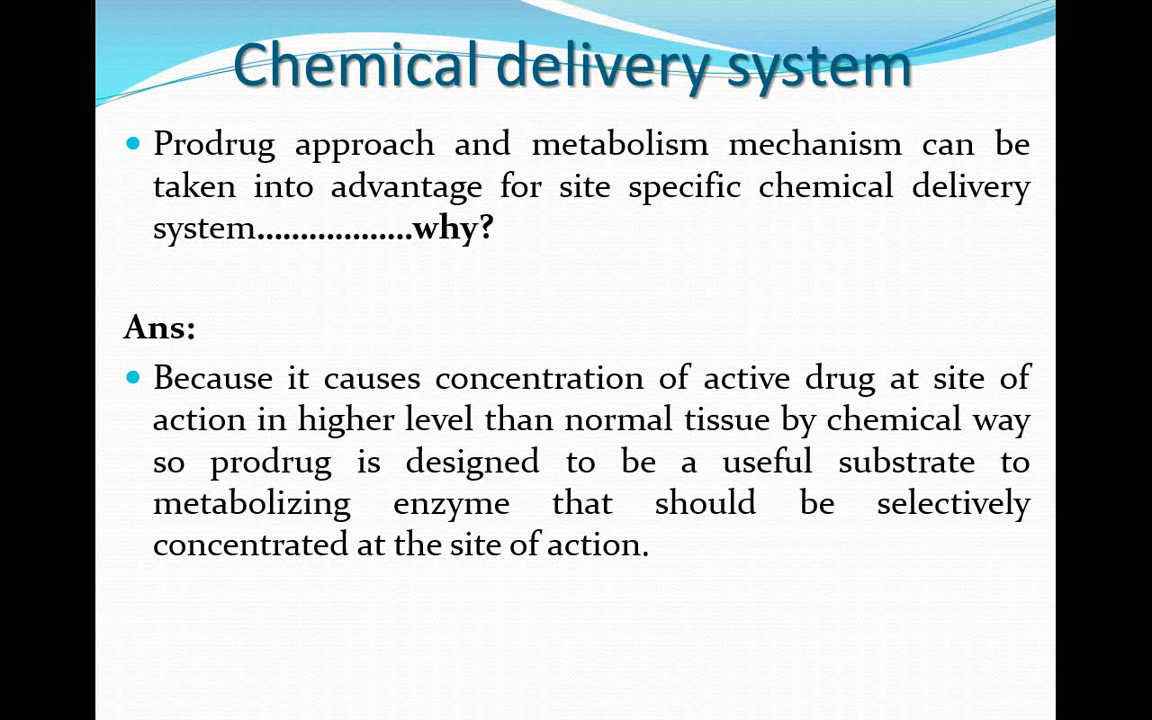 Chemical delivery system
Prodrug approach and metabolism mechanism can be
taken into advantage for site specific chemical delivery
system..................why?
Ans:
Because it causes concentration of active drug at site of
action in higher level than normal tissue by chemical way
so prodrug is designed to be a useful substrate to
metabolizing enzyme that should be selectively
concentrated at the site of action.